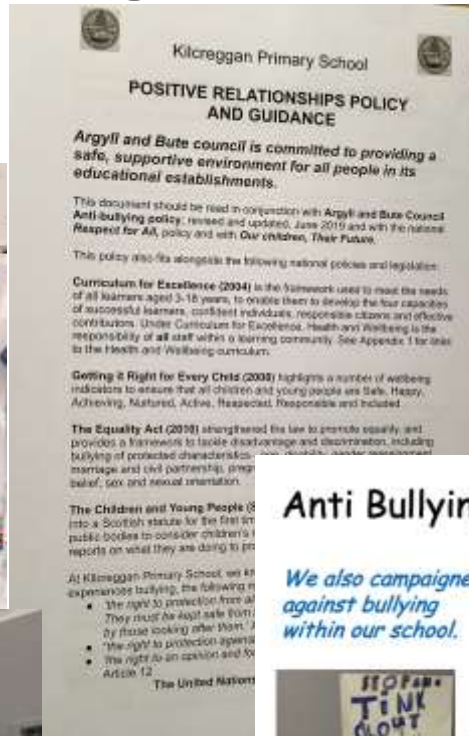 Kilcreggan Primary School
POSITIVE RELATIONSHIPS POLICY
AND GUIDANCE
Argyll and Bute council is committed to providing a
safe, supportive environment for all people in its
educational establishments.
This document should be read in conjunction with Argyll and Bute Council
Anti-bullying policy, revised and updated, June 2019 and with the national
Respect for All, policy and with Our children, Their Future.
This policy also fits alongside the following national policies and legislation:
Curriculum for Excellence (2004) is the framework used to meet the needs
of all learners aged 3-18 years, to enable them to develop the four capacities
of successful learners, confident individuals, responsible citizens and effective
contributors. Under Curriculum for Excellence, Health and Wellbeing is the
responsibility of all staff within a learning community. See Appendix 1 for links
to the Health and Wellbeing curriculum.
Getting it Right for Every Child (2008) highlights a number of wellbeing
indicators to ensure that all children and young people are Safe, Happy,
Achieving, Nurtured, Active, Respected, Responsible and Included.
The Equality Act (2010) strengthened the law to promote equality, and
provides a framework to tackle disadvantage and discrimination, including
bullying of protected characteristics - disability, gender reassignment
marriage and civil partnership,
belief, sex and sexual orientation.
The Children and Young People
into a Scottish statute for the first
public bodies to consider children's
reports on what they are doing to
At Kilcreggan Primary School, we
experiences bullying, the following
'the right to protection from
They must be kept safe from
by those looking after them.'
'the right to protection against
'the right to an opinion and for
Article 12
The United Nations
Anti
We also
against bullying
within our school.
STOP
TINK